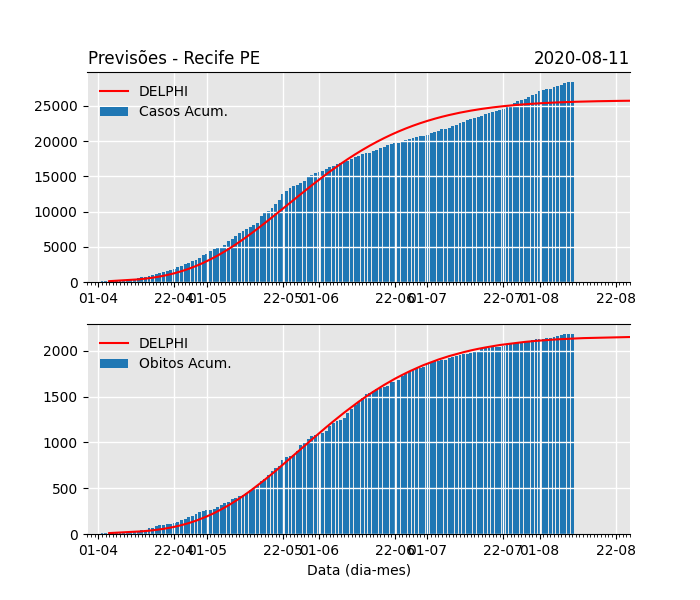 Previsões - Recife PE 2020-08-11
DELPHI
Casos Acum.
25000
20000
15000
10000
5000
0
01-04 22-04 01-05 22-05 01-06 22-06 01-07 22-07 01-08 22-08
DELPHI
Obitos Acum.
2000
1500
1000
500
0
01-04 22-04 01-05 22-05 01-06 22-06 01-07 22-07 01-08 22-08
Data (dia-mes)